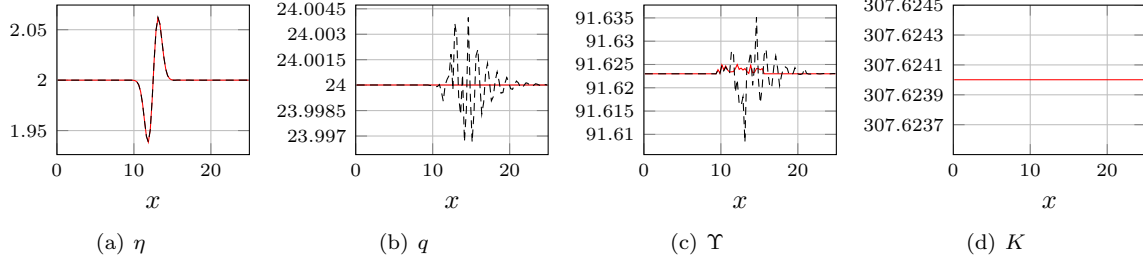 2.05
2
1.95
0 10 20
x
(a) η
24.0045
24.003
24.0015
24
23.9985
23.997
0 10 20
x
(b) q
91.635
91.63
91.625
91.62
91.615
91.61
0 10 20
x
(c) Υ
307.6245
307.6243
307.6241
307.6239
307.6237
0 10 20
x
(d) K